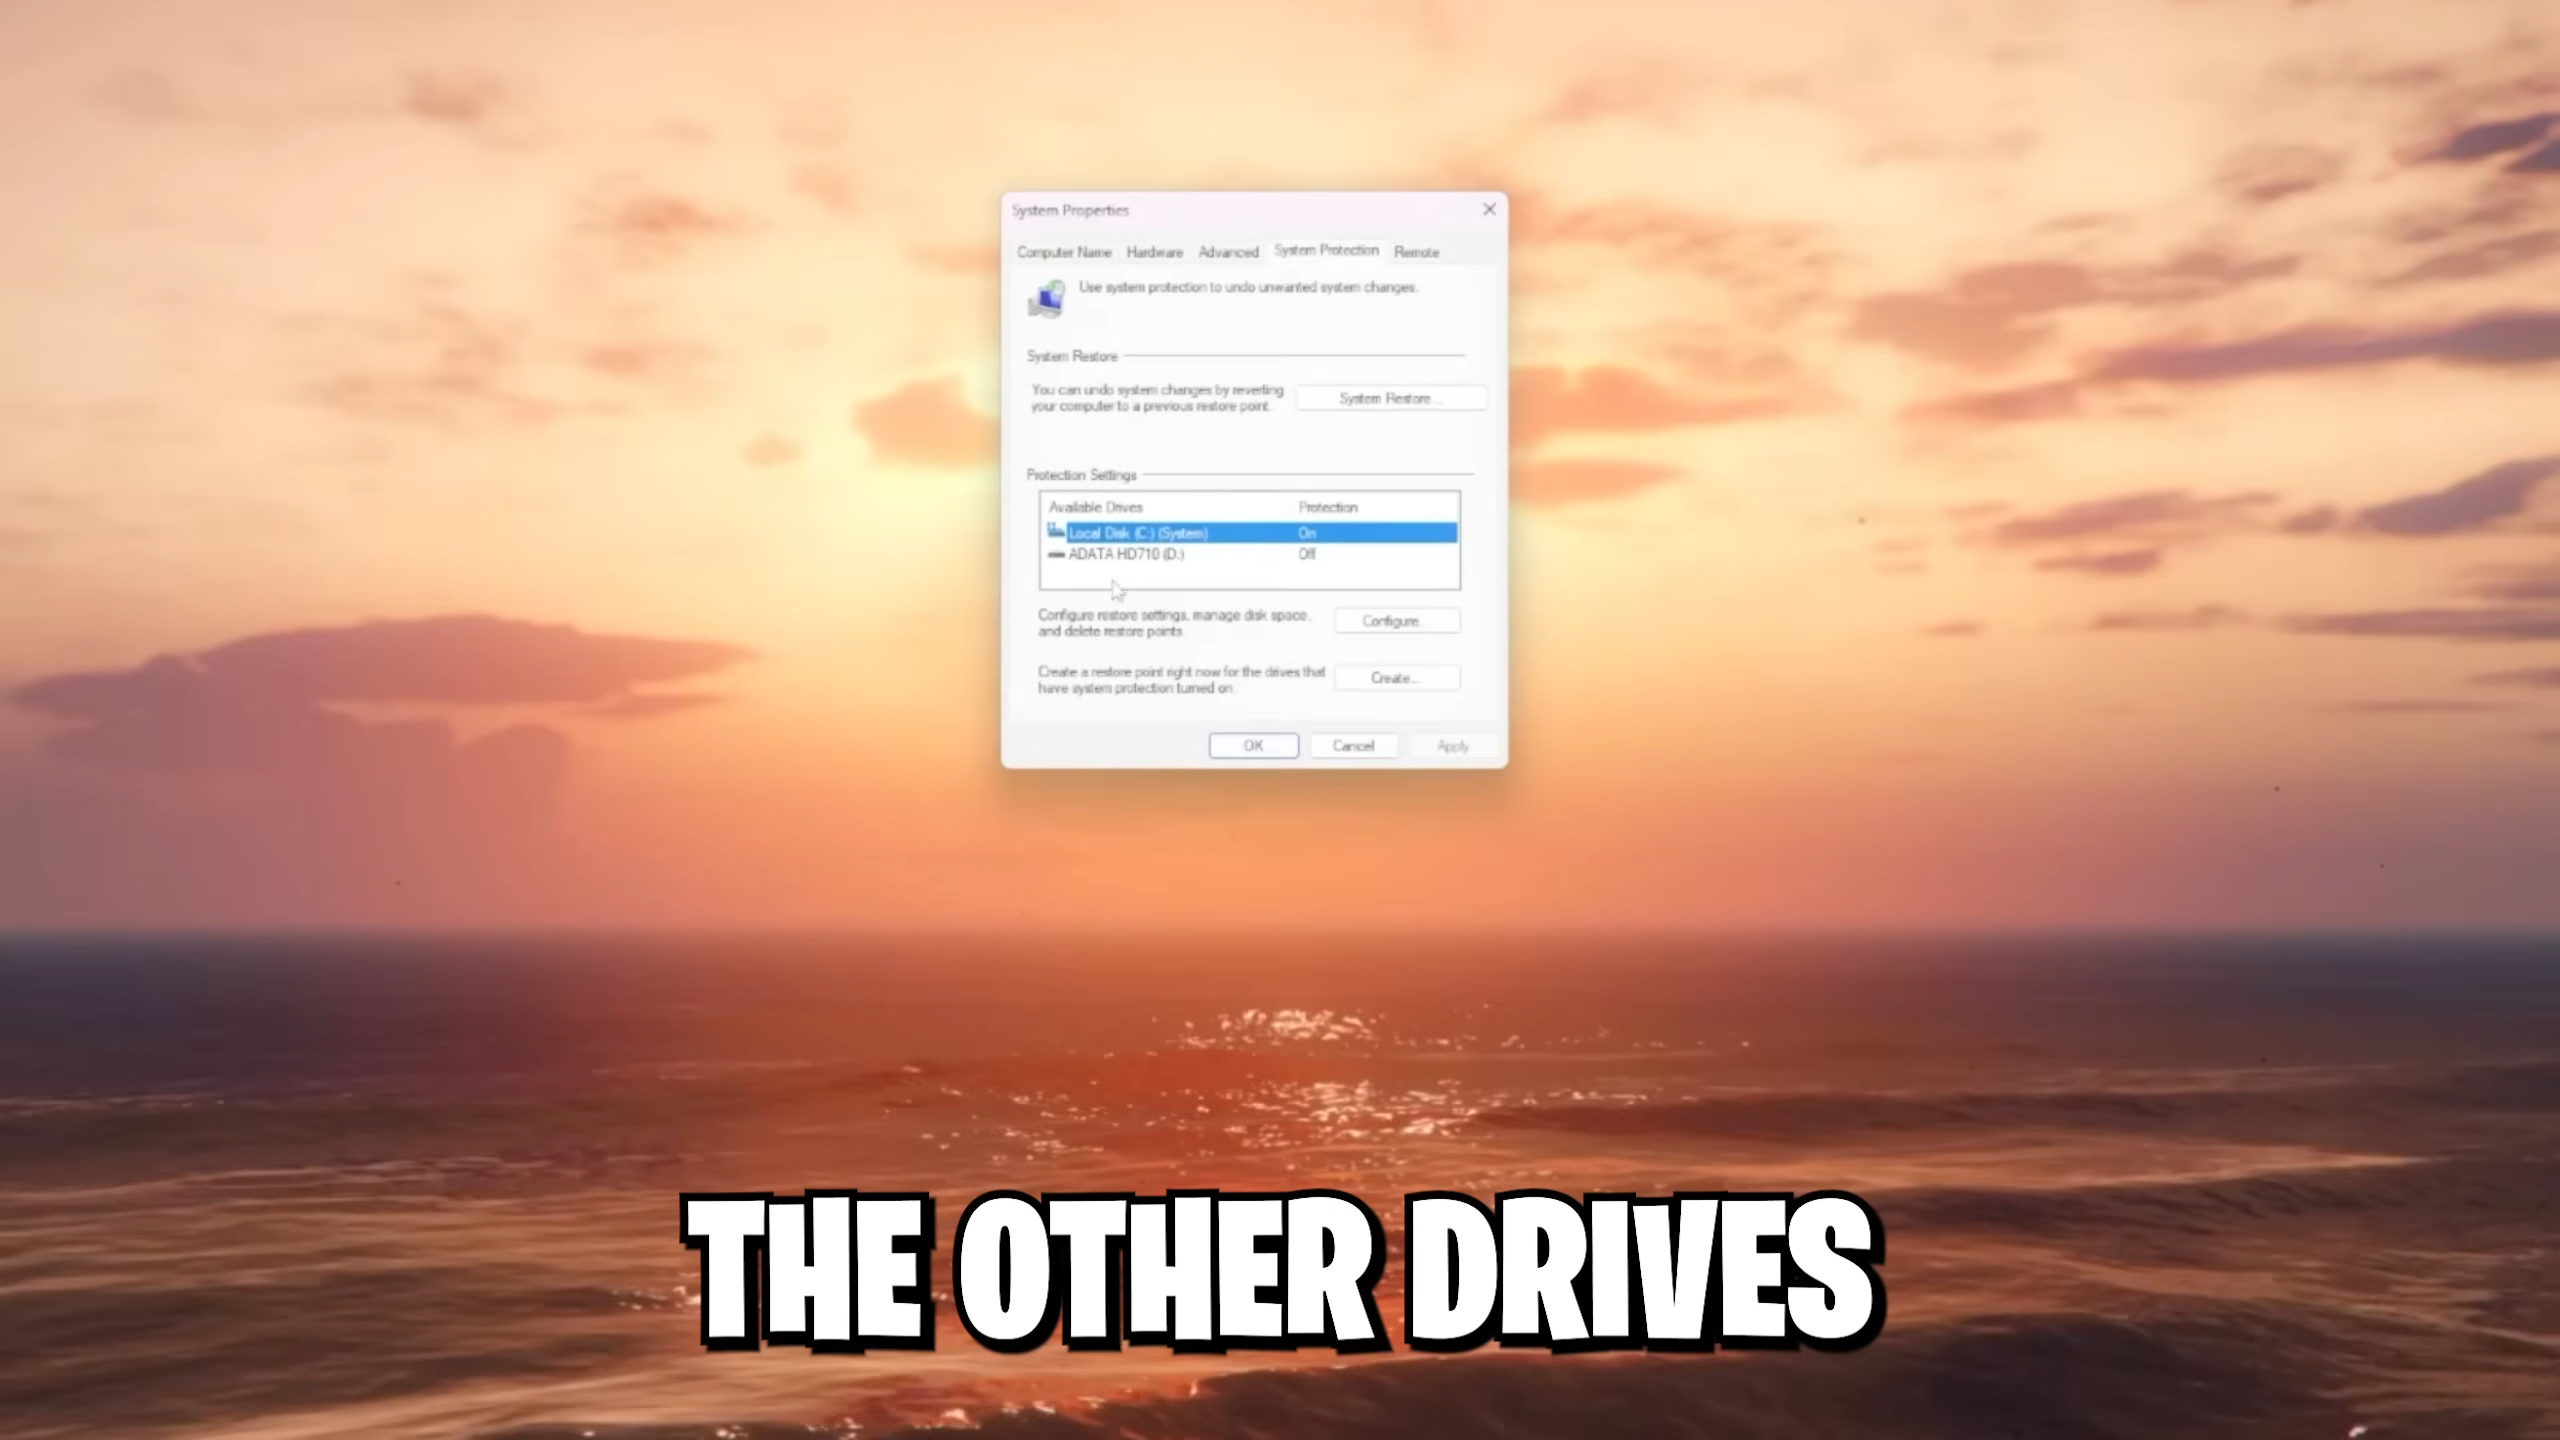 System Properties
Computer Name Hardware Advanced System Protection Remote
Use system protection to undo unwanted system changes.
System Restore
You can undo system changes by reverting
your computer to a previous restore point.
System Restore...
Protection Settings
Available Drives Protection
Local Disk (C:) (System) On
ADATA HD710 (D:) Off
Configure restore settings, manage disk space,
and delete restore points.
Configure...
Create a restore point right now for the drives that
have system protection turned on.
Create...
OK Cancel Apply
THE OTHER DRIVES